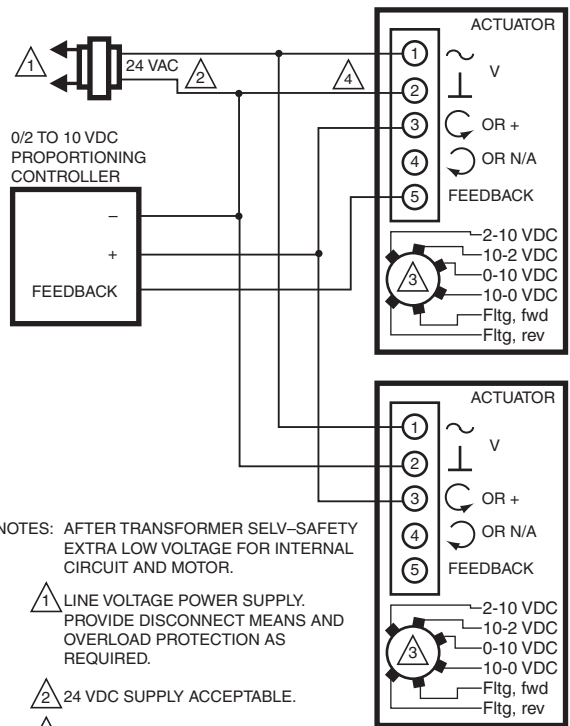 ACTUATOR
1
V
2
3
OR +
4
OR N/A
5
FEEDBACK
2-10 VDC
10-2 VDC
0-10 VDC
10-0 VDC
Fltg, fwd
Fltg, rev
3
1
24 VAC
2
4
0/2 TO 10 VDC
PROPORTIONING
CONTROLLER
–
+
FEEDBACK
ACTUATOR
1
V
2
3
OR +
4
OR N/A
5
FEEDBACK
2-10 VDC
10-2 VDC
0-10 VDC
10-0 VDC
Fltg, fwd
Fltg, rev
3
NOTES: AFTER TRANSFORMER SELV–SAFETY
EXTRA LOW VOLTAGE FOR INTERNAL
CIRCUIT AND MOTOR.
1 LINE VOLTAGE POWER SUPPLY.
PROVIDE DISCONNECT MEANS AND
OVERLOAD PROTECTION AS
REQUIRED.
2 24 VDC SUPPLY ACCEPTABLE.